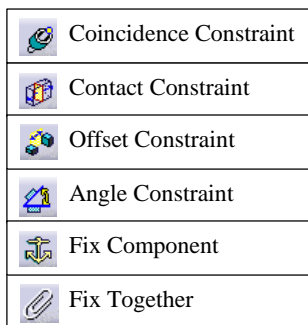 Coincidence Constraint
Contact Constraint
Offset Constraint
Angle Constraint
Fix Component
Fix Together